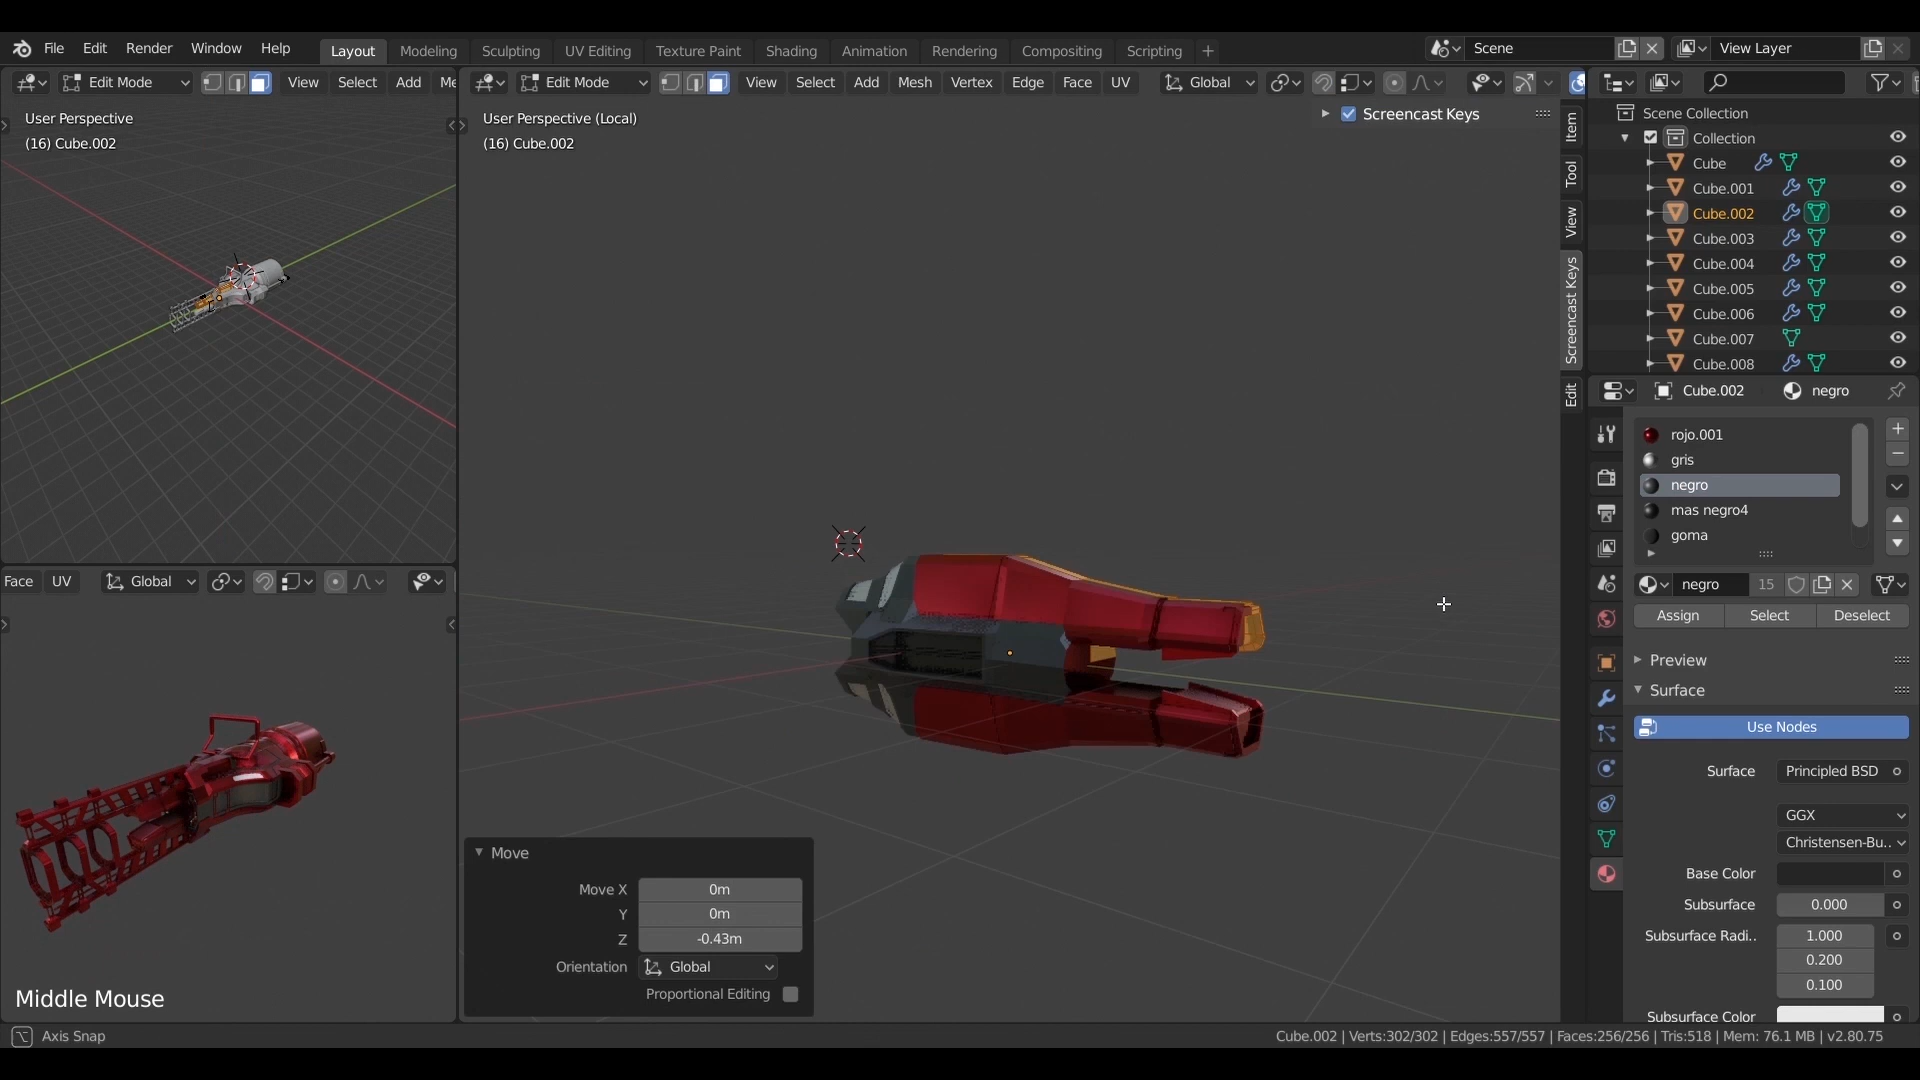 File Edit Render Window Help Layout Modeling Sculpting UV Editing Texture Paint Shading Animation Rendering Compositing Scripting + Scene View Layer
Edit Mode View Select Add Me
Edit Mode View Select Add Mesh Vertex Edge Face UV Global
User Perspective
(16) Cube.002
User Perspective (Local)
(16) Cube.002
Screencast Keys
Item
Tool
View
Screencast Keys
Edit
Scene Collection
Collection
Cube
Cube.001
Cube.002
Cube.003
Cube.004
Cube.005
Cube.006
Cube.007
Cube.008
Cube.002 negro
rojo.001
gris
negro
mas negro4
goma
negro 15
Assign Select Deselect
Preview
Surface
Use Nodes
Surface Principled BSD
GGX
Christensen-Bu..
Base Color
Subsurface 0.000
Subsurface Radi.. 1.000
0.200
0.100
Subsurface Color
Face UV Global
Move
Move X 0m
Y 0m
Z -0.43m
Orientation Global
Proportional Editing
Middle Mouse
Axis Snap
Cube.002 | Verts:302/302 | Edges:557/557 | Faces:256/256 | Tris:518 | Mem: 76.1 MB | v2.80.75